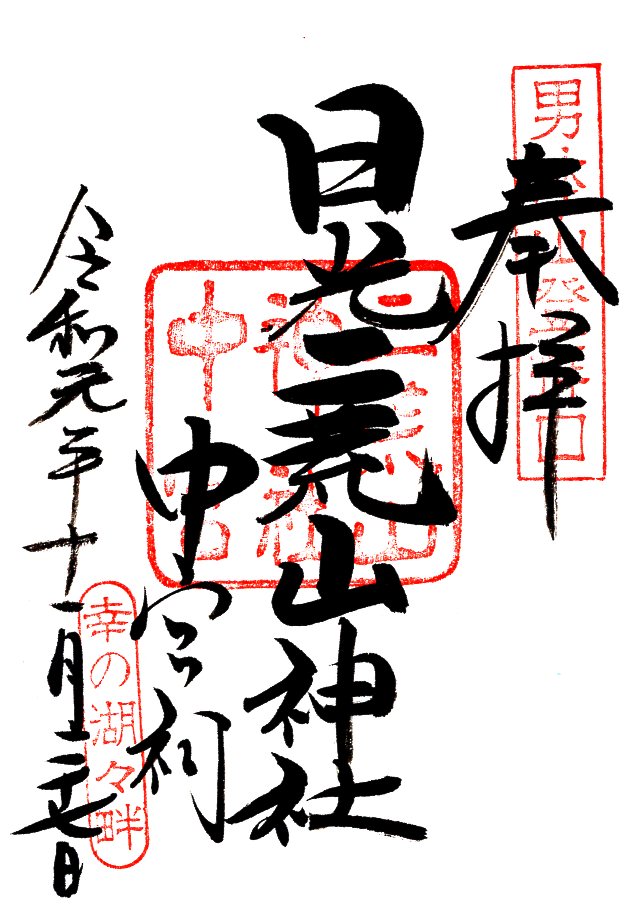 奉拝
日光二荒山神社
中宮祠
令和元年十一月二十七日
男体山登拝口
二荒山
神社
中宮
幸の湖々畔